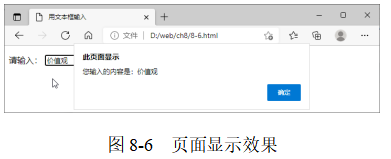 用文本框输入
文件 D:/web/ch8/8-6.html
请输入：价值观
此页面显示
您输入的内容是：价值观
确定
图 8-6 页面显示效果